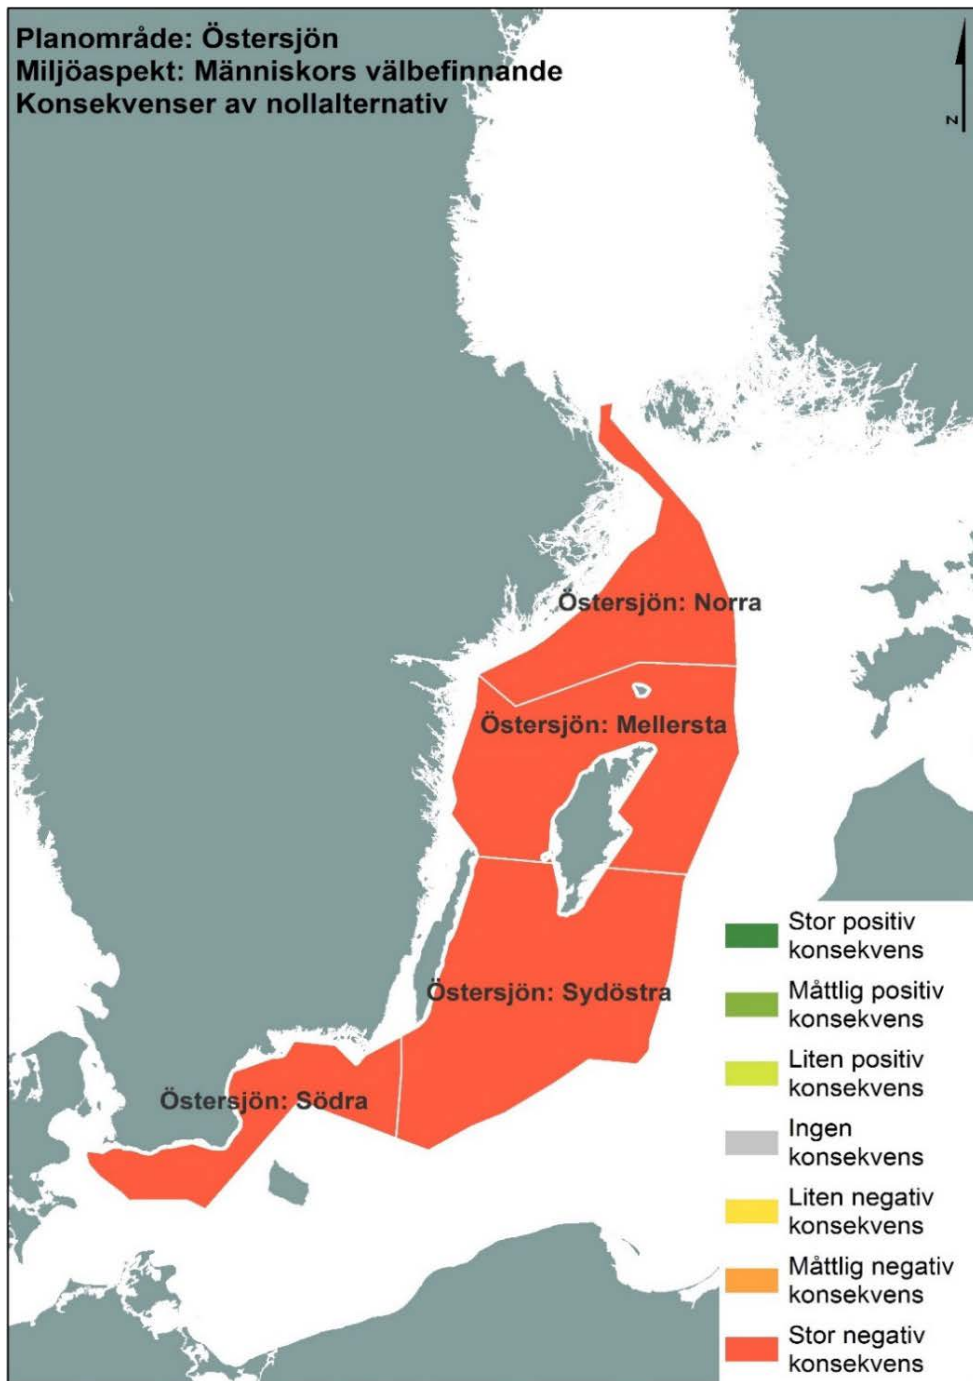 Planområde: Östersjön
Miljöaspekt: Människors välbefinnande
Konsekvenser av nollalternativ
N
Östersjön: Norra
Östersjön: Mellersta
Östersjön: Sydöstra
Östersjön: Södra
Stor positiv
konsekvens
Måttlig positiv
konsekvens
Liten positiv
konsekvens
Ingen
konsekvens
Liten negativ
konsekvens
Måttlig negativ
konsekvens
Stor negativ
konsekvens